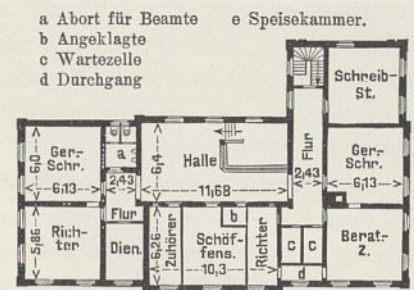 a Abort für Beamte e Speisekammer.
b Angeklagte
c Wartezelle
d Durchgang
Schreib-
St.
Ger-
Schr.
6,0
6.13
a
2,43
Halle
6,4
11.68
Flur
2,43
Ger-
Schr.
6.13
Rich-
ter
5,86
Flur
Dien.
Zuhörer
6,26
Schöf-
fens.
10,3
b
Richter
c c
d
Berat-
Z.